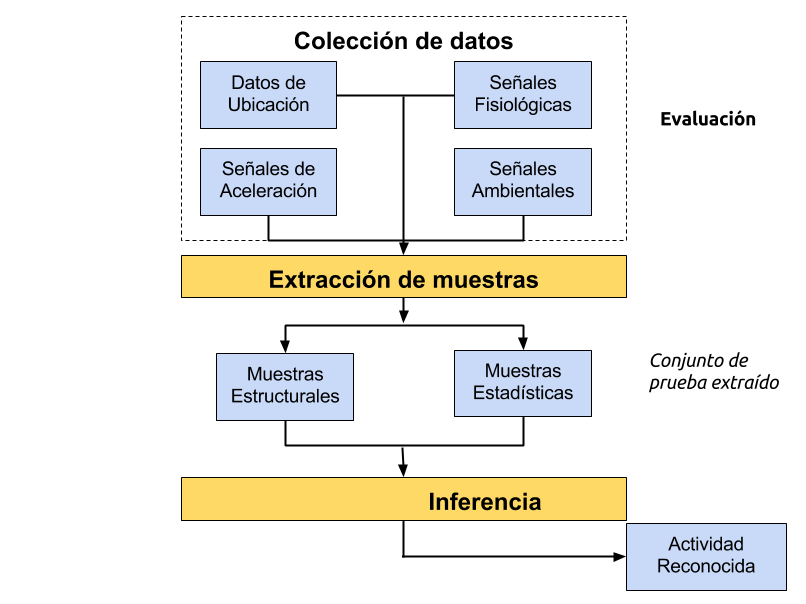 Colección de datos
Datos de
Ubicación
Señales
Fisiológicas
Evaluación
Señales de
Aceleración
Señales
Ambientales
Extracción de muestras
Muestras
Estructurales
Muestras
Estadísticas
Conjunto de
prueba extraído
Inferencia
Actividad
Reconocida